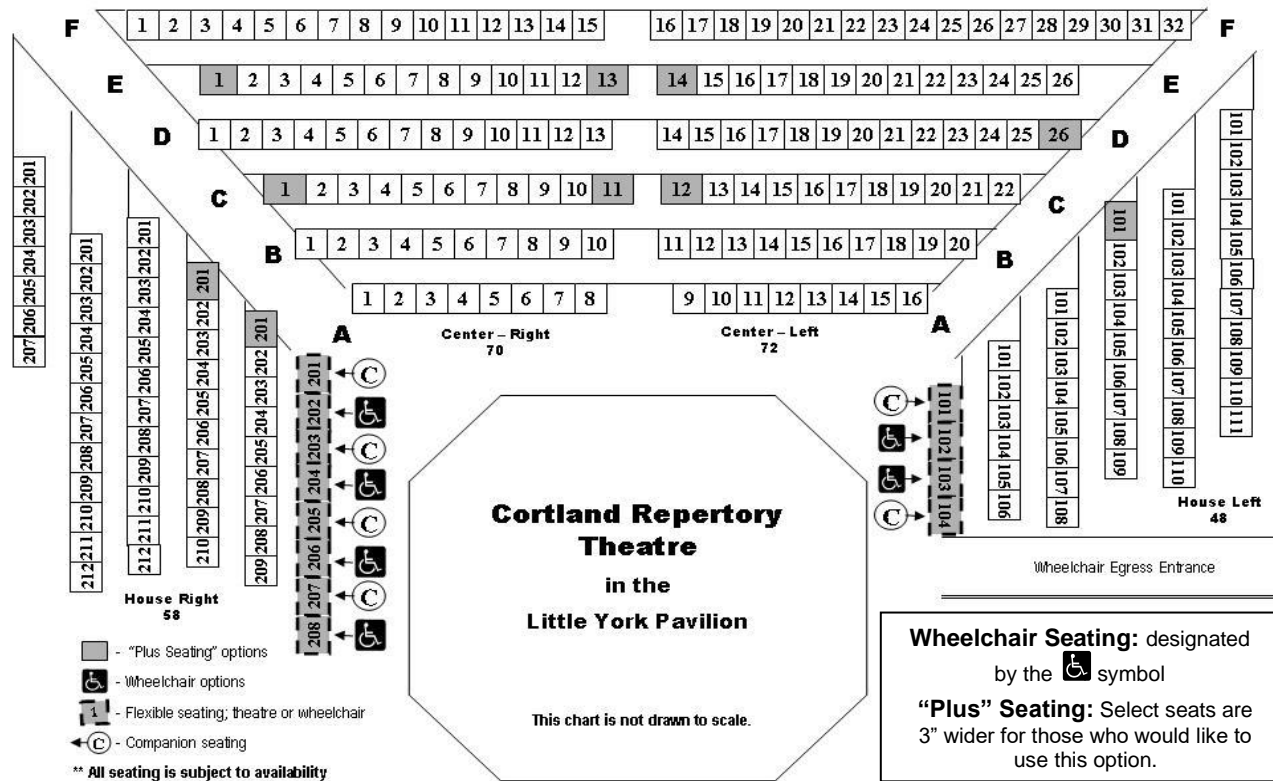 F 1 2 3 4 5 6 7 8 9 10 11 12 13 14 15 16 17 18 19 20 21 22 23 24 25 26 27 28 29 30 31 32 F
E 1 2 3 4 5 6 7 8 9 10 11 12 13 14 15 16 17 18 19 20 21 22 23 24 25 26 E
D 1 2 3 4 5 6 7 8 9 10 11 12 13 14 15 16 17 18 19 20 21 22 23 24 25 26 D
C 1 2 3 4 5 6 7 8 9 10 11 12 13 14 15 16 17 18 19 20 21 22 C
B 1 2 3 4 5 6 7 8 9 10 11 12 13 14 15 16 17 18 19 20 B
A 1 2 3 4 5 6 7 8 9 10 11 12 13 14 15 16 A
Center – Right
70
Center – Left
72
201 202 203 204 205 206 207
201 202 203 204 205 206 207 208 209 210 211 212
201 202 203 204 205 206 207 208 209 210 211 212
201 202 203 204 205 206 207 208 209 210
201 202 203 204 205 206 207 208 209
201 202 203 204 205 206 207 208
C
C
C
C
House Right
58
C
C
101 102 103 104
101 102 103 104 105 106
101 102 103 104 105 106 107 108
101 102 103 104 105 106 107 108 109
101 102 103 104 105 106 107 108 109 110
101 102 103 104 105 106 107 108 109 110 111
House Left
48
Wheelchair Egress Entrance
Cortland Repertory
Theatre
in the
Little York Pavilion
This chart is not drawn to scale.
- "Plus Seating" options
- Wheelchair options
1 - Flexible seating; theatre or wheelchair
C - Companion seating
** All seating is subject to availability
Wheelchair Seating: designated
by the symbol
“Plus” Seating: Select seats are
3” wider for those who would like to
use this option.